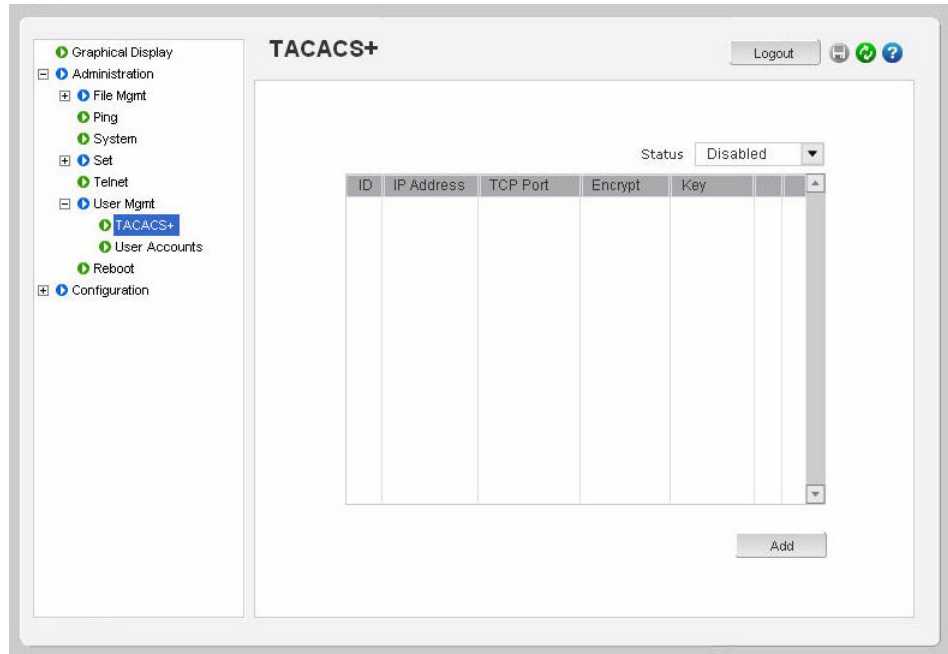 TACACS+
Logout
Graphical Display
Administration
File Mgmt
Ping
System
Set
Telnet
User Mgmt
TACACS+
User Accounts
Reboot
Configuration
Status Disabled
ID IP Address TCP Port Encrypt Key
Add